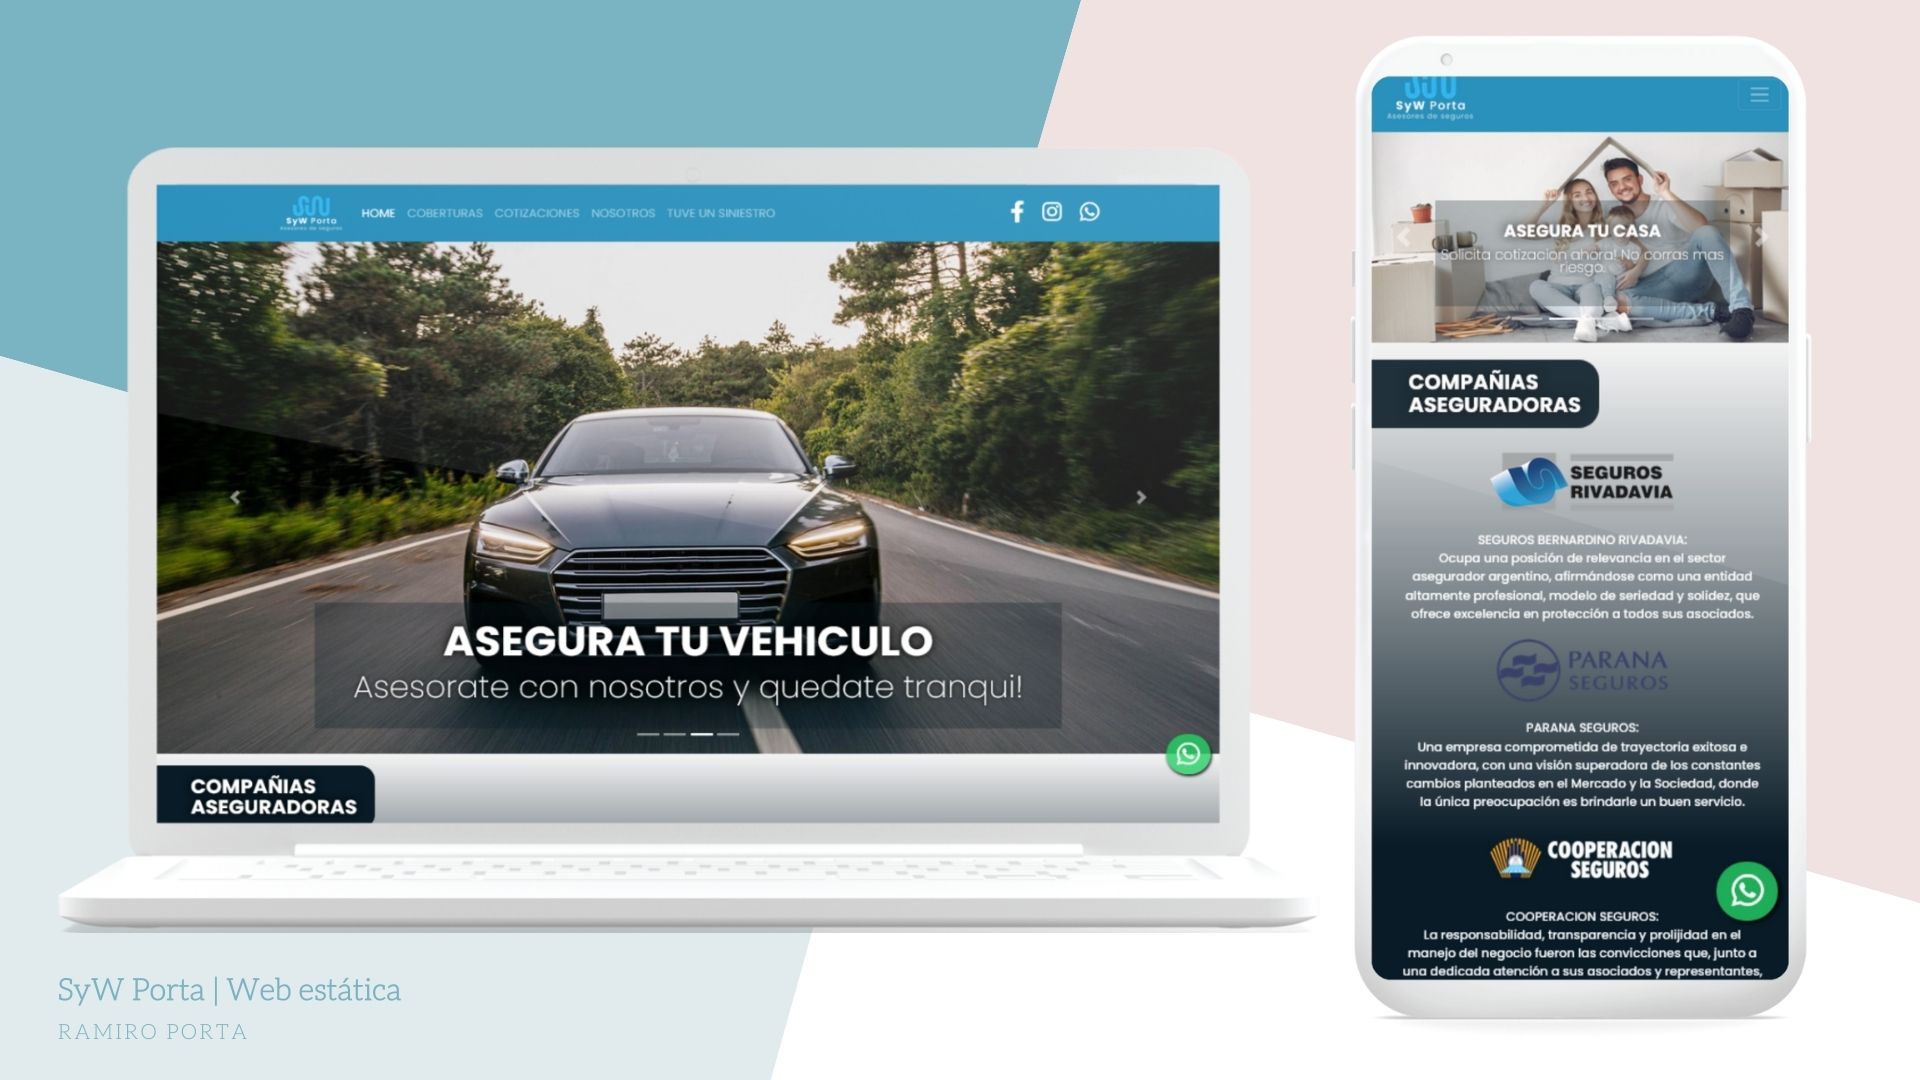 SyW Porta
Asesores de seguros
HOME COBERTURAS COTIZACIONES NOSOTROS TUVE UN SINIESTRO
ASEGURA TU VEHICULO
Asesorate con nosotros y quedate tranqui!
COMPAÑIAS
ASEGURADORAS
SyW Porta
Asesores de seguros
ASEGURA TU CASA
Solicita cotizacion ahora! No corras mas
riesgo.
COMPAÑIAS
ASEGURADORAS
SEGUROS
RIVADAVIA
SEGUROS BERNARDINO RIVADAVIA:
Ocupa una posición de relevancia en el sector
asegurador argentino, afirmándose como una entidad
altamente profesional, modelo de seriedad y solidez, que
ofrece excelencia en protección a todos sus asociados.
PARANA
SEGUROS
PARANA SEGUROS:
Una empresa comprometida de trayectoria exitosa e
innovadora, con una visión superadora de los constantes
cambios planteados en el Mercado y la Sociedad, donde
la única preocupación es brindarle un buen servicio.
COOPERACION
SEGUROS
COOPERACION SEGUROS:
La responsabilidad, transparencia y prolijidad en el
manejo del negocio fueron las convicciones que, junto a
una dedicada atención a sus asociados y representantes,
SyW Porta | Web estática
RAMIRO PORTA